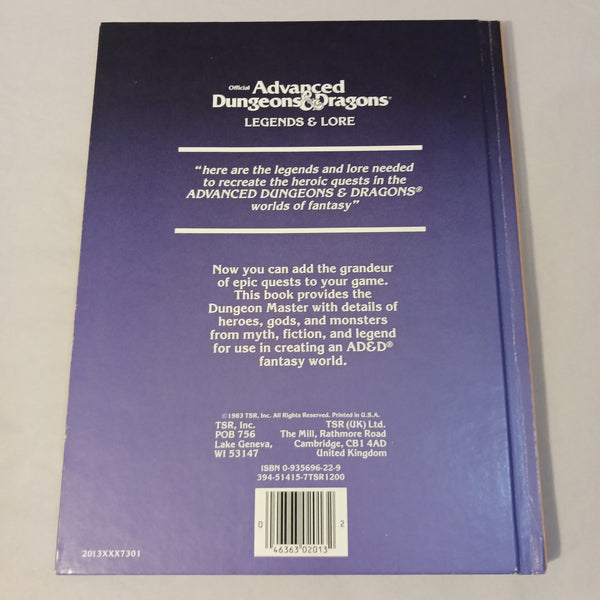 Official Advanced
Dungeons & Dragons®
LEGENDS & LORE
“here are the legends and lore needed
to recreate the heroic quests in the
ADVANCED DUNGEONS & DRAGONS®
worlds of fantasy”
Now you can add the grandeur
of epic quests to your game.
This book provides the
Dungeon Master with details of
heroes, gods, and monsters
from myth, fiction, and legend
for use in creating an AD&D®
fantasy world.
©1983 TSR, Inc. All Rights Reserved. Printed in U.S.A.
TSR, Inc. TSR (UK) Ltd.
POB 756 The Mill, Rathmore Road
Lake Geneva, Cambridge, CB1 4AD
WI 53147 United Kingdom
ISBN 0-935696-22-9
394-51415-7TSR1200
0 46363 02013 2
2013XXX7301